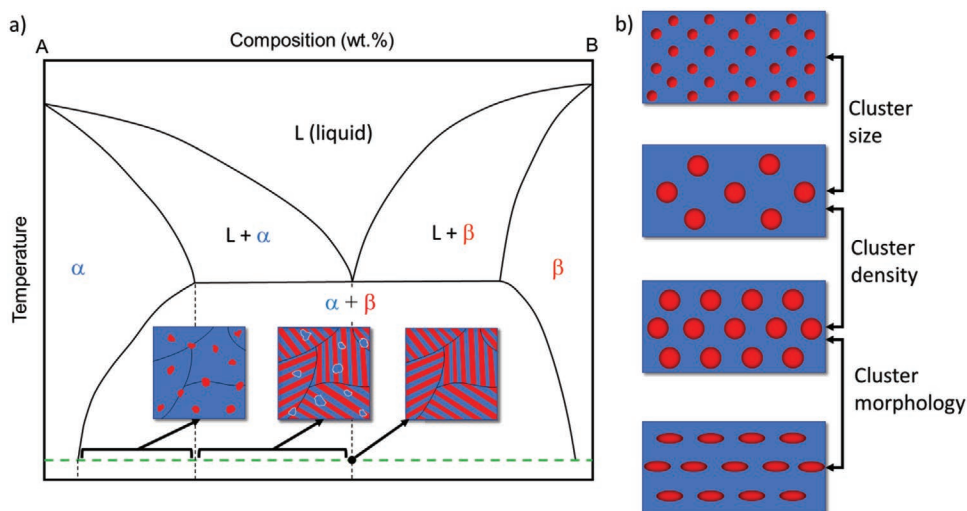 a)
Composition (wt.%)
A
B
L (liquid)
L + α
L + β
α
β
α + β
Temperature
b)
Cluster
size
Cluster
density
Cluster
morphology